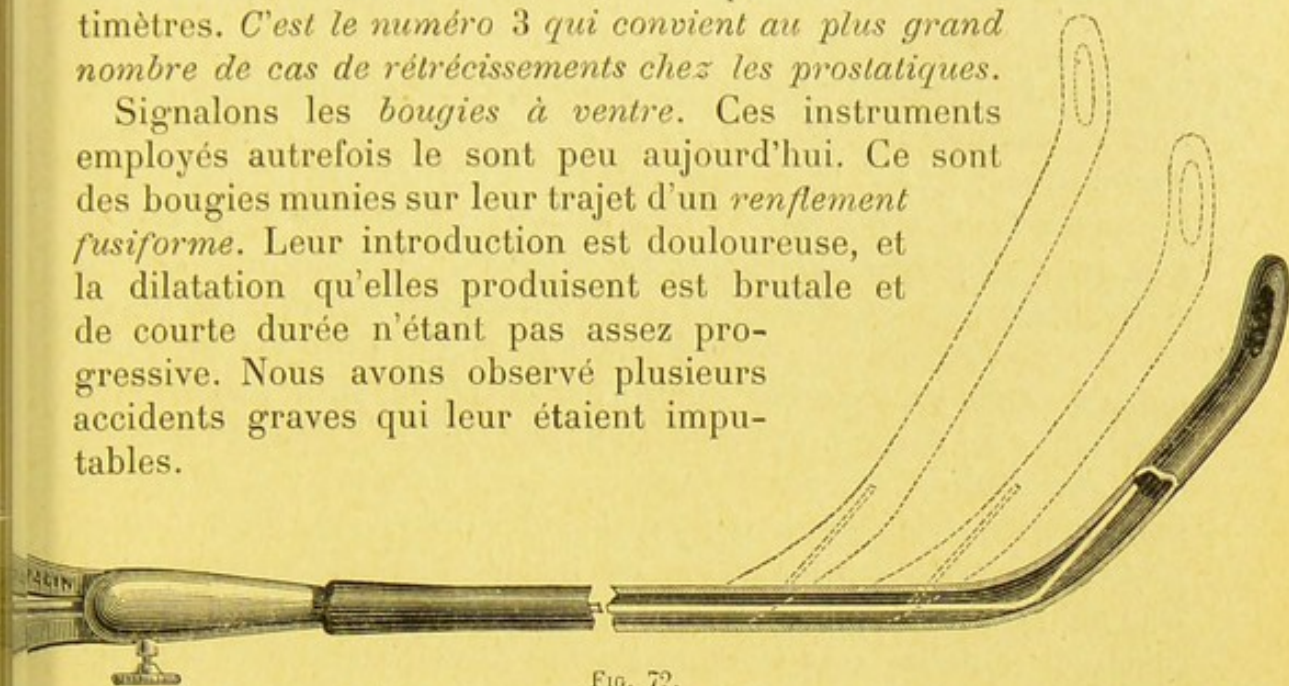 timètres. C'est le numéro 3 qui convient au plus grand
nombre de cas de rétrécissements chez les prostatiques.
Signalons les bougies à ventre. Ces instruments
employés autrefois le sont peu aujourd'hui. Ce sont
des bougies munies sur leur trajet d'un renflement
fusiforme. Leur introduction est douloureuse, et
la dilatation qu'elles produisent est brutale et
de courte durée n'étant pas assez pro-
gressive. Nous avons observé plusieurs
accidents graves qui leur étaient impu-
tables.
Fig. 72.